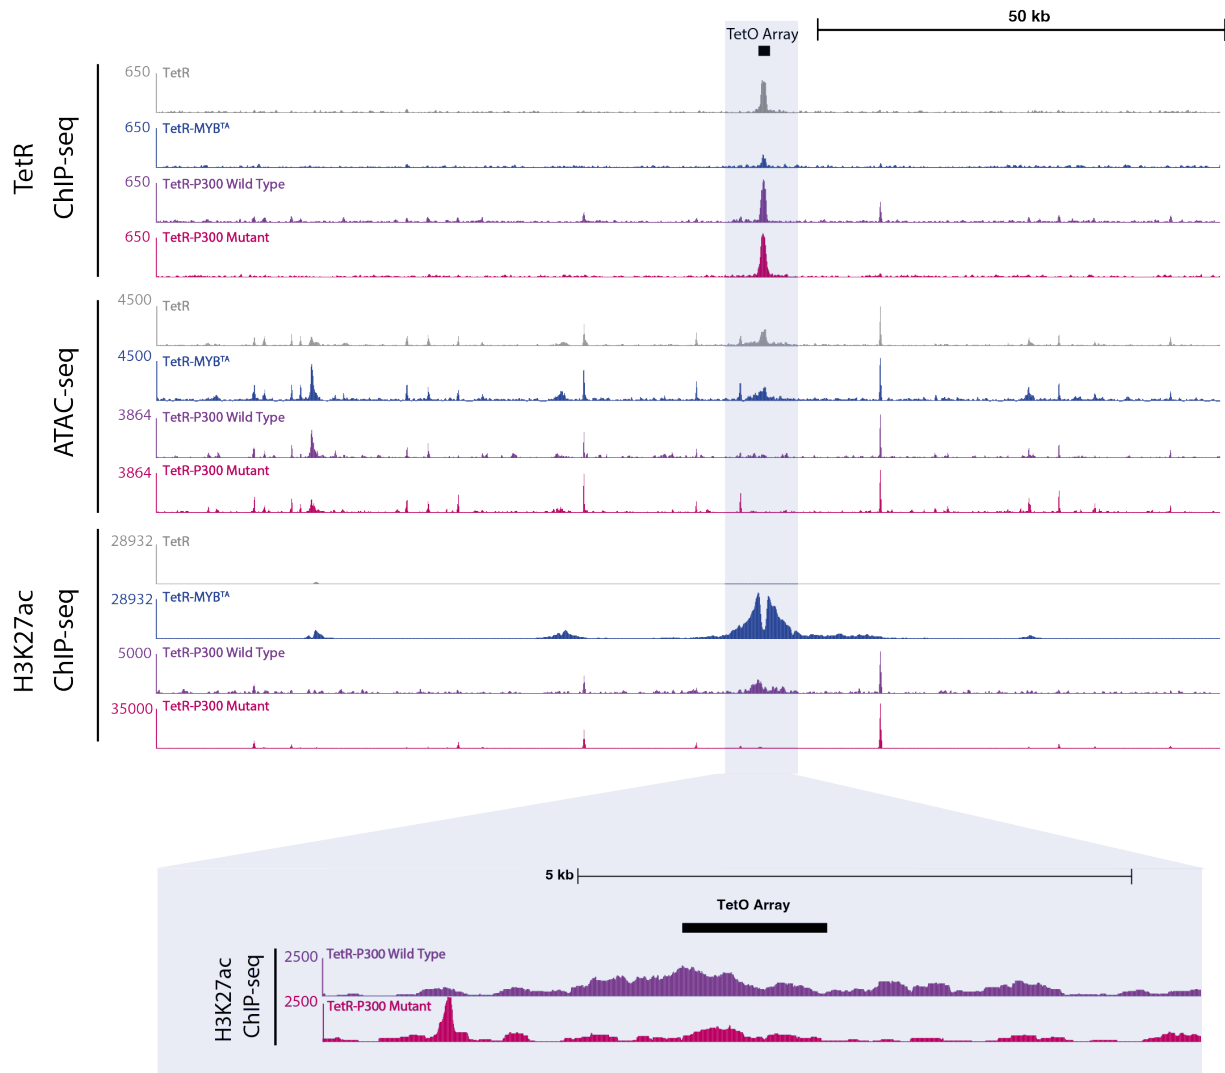 50 kb
TetO Array
TetR
ChIP-seq
650 TetR
650 TetR-MYBᵀᴬ
650 TetR-P300 Wild Type
650 TetR-P300 Mutant
ATAC-seq
4500 TetR
4500 TetR-MYBᵀᴬ
3864 TetR-P300 Wild Type
3864 TetR-P300 Mutant
H3K27ac
ChIP-seq
28932 TetR
28932 TetR-MYBᵀᴬ
5000 TetR-P300 Wild Type
35000 TetR-P300 Mutant
5 kb
TetO Array
H3K27ac
ChIP-seq
2500 TetR-P300 Wild Type
2500 TetR-P300 Mutant